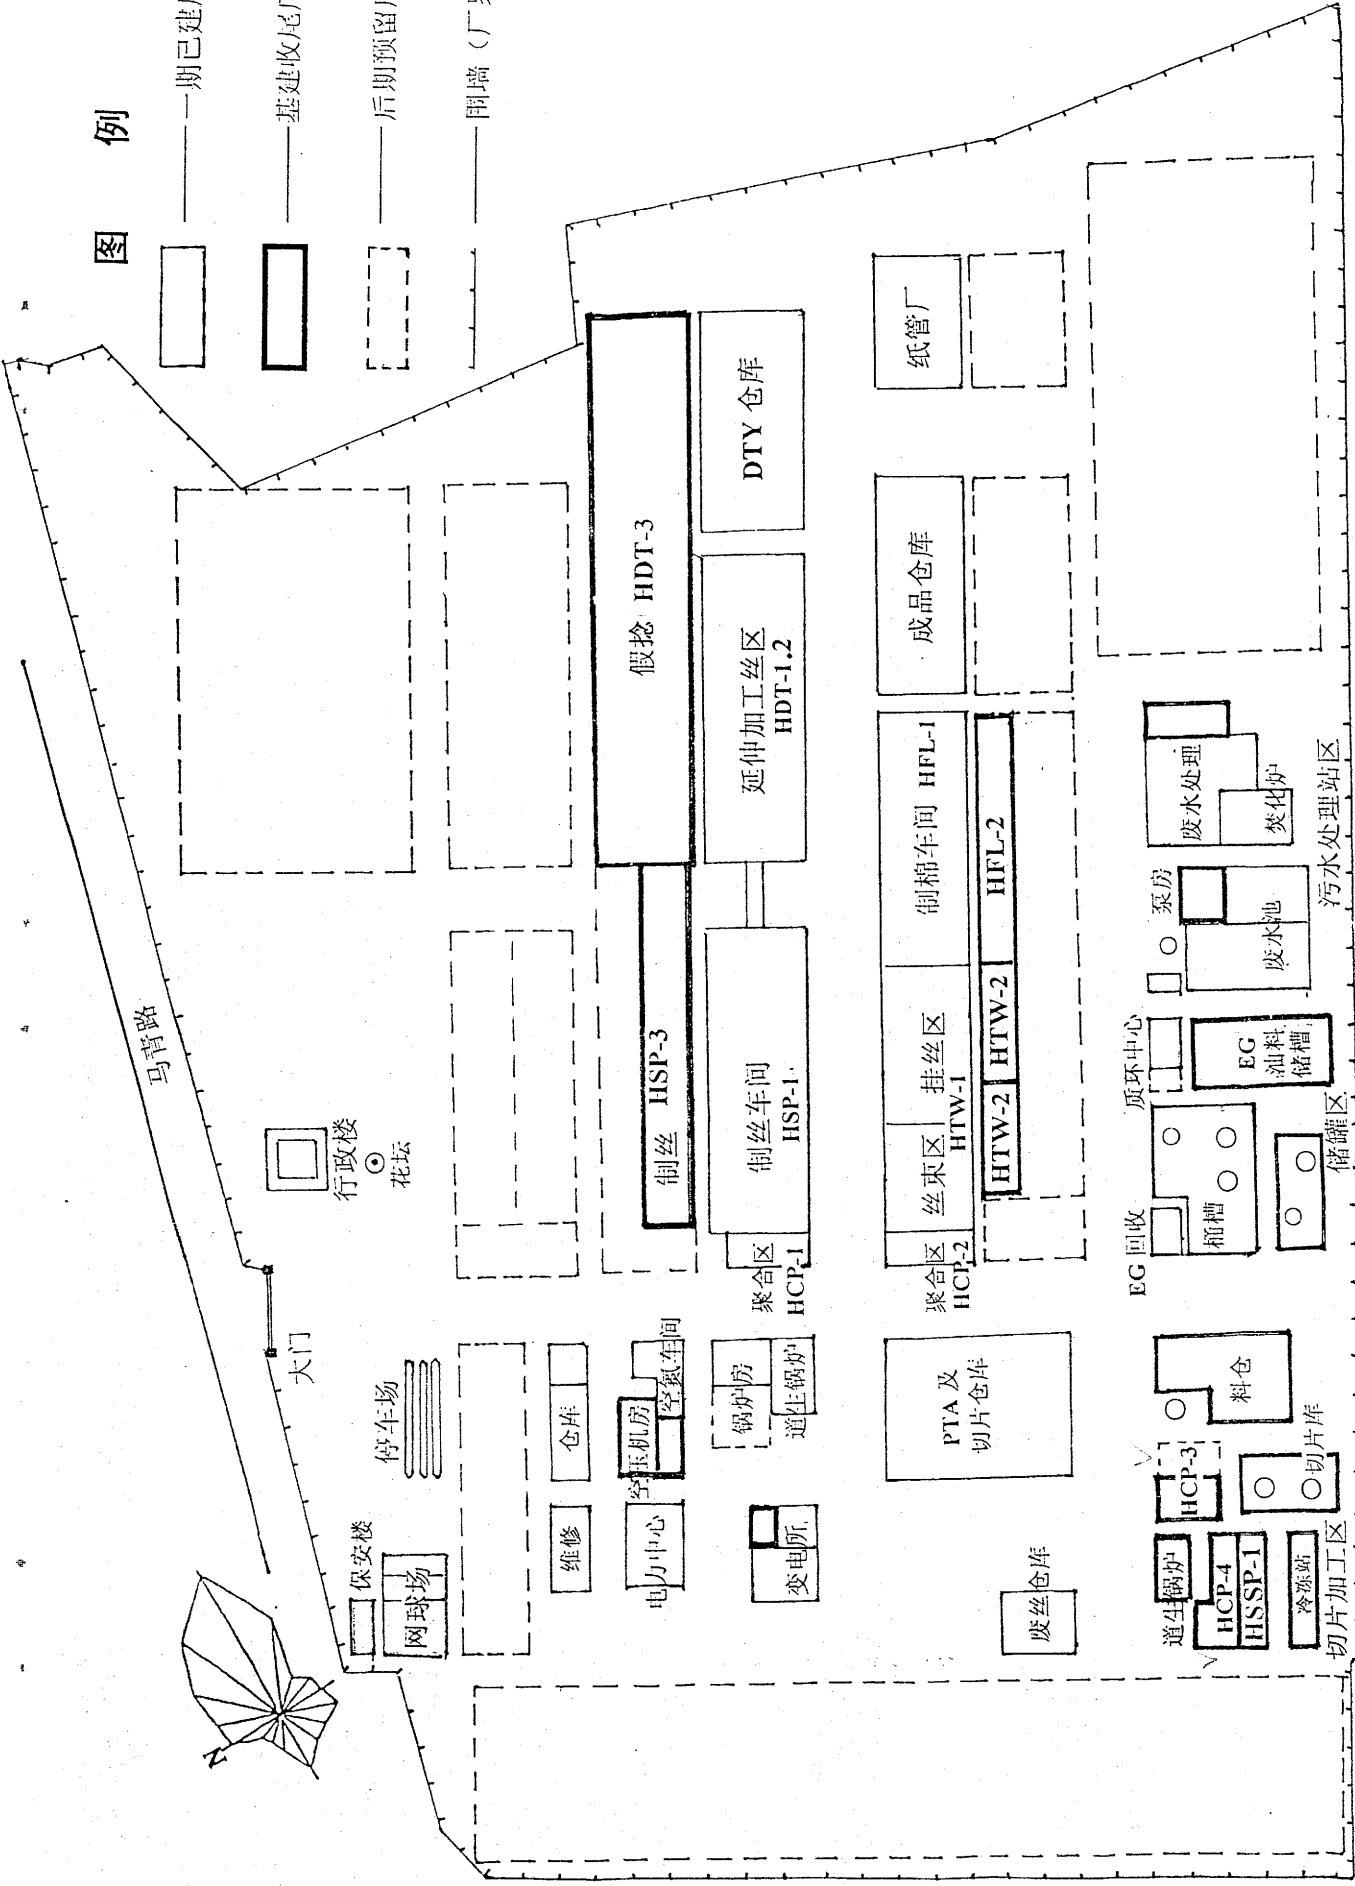 图 例
一期已建
基建收尾
后期预留
围墙（厂
马青路
行政楼
花坛
大门
停车场
保安楼
网球场
假捻 HDT-3
DTY 仓库
延伸加工丝区
HDT-1.2
制丝 HSP-3
制丝车间
HSP-1
聚合区
HCP-1
纸管厂
成品仓库
制棉车间 HFL-1
HFL-2
挂丝区
丝束区
HTW-1
HTW-2
HTW-2
聚合区
HCP-2
仓库
维修
空压机房
空氮车间
电力中心
锅炉房
道生锅炉
变电所
PTA 及
切片仓库
废丝仓库
废水处理
焚化炉
污水处理站区
泵房
废水池
质环中心
EG
油料
储槽
储罐区
EG 回收
桶槽
料仓
HCP-3
切片库
道生锅炉
HCP-4
HSSP-1
冷冻站
切片加工区
N